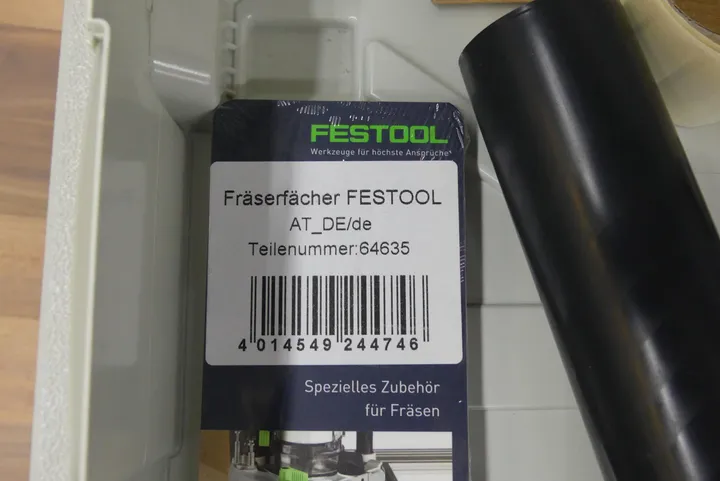 FESTOOL
Werkzeuge für höchste Ansprüche
Fräserfächer FESTOOL
AT_DE/de
Teilenummer:64635
4 014549 244746
Spezielles Zubehör
für Fräsen